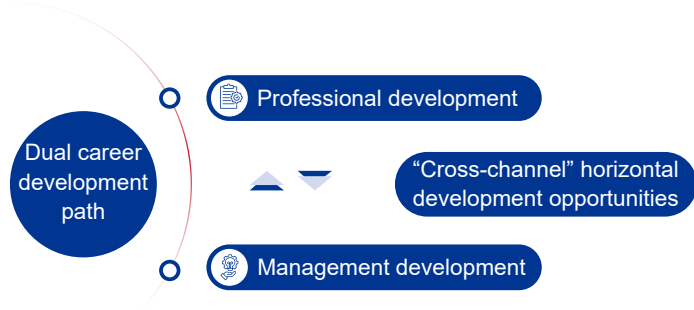 Professional development
Dual career
development
path
“Cross-channel” horizontal
development opportunities
Management development